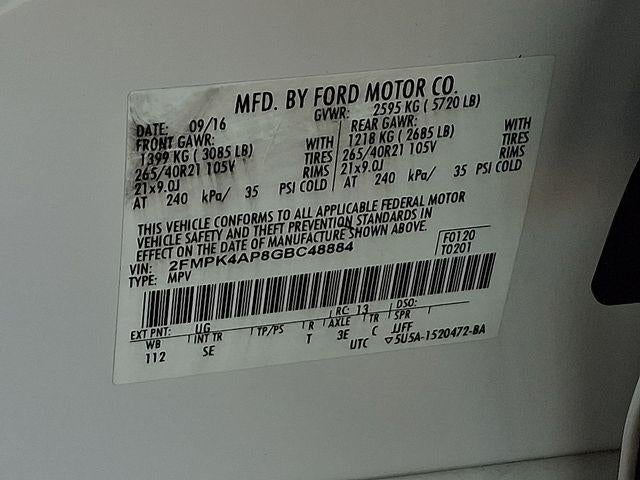 MFD. BY FORD MOTOR CO.
DATE: 09/16 GVWR: 2595 KG ( 5720 LB)
FRONT GAWR: REAR GAWR:
1399 KG ( 3085 LB) WITH 1218 KG ( 2685 LB) WITH
265/40R21 105V TIRES 265/40R21 105V TIRES
21x9.0J RIMS 21x9.0J RIMS
AT 240 kPa/ 35 PSI COLD AT 240 kPa/ 35 PSI COLD
THIS VEHICLE CONFORMS TO ALL APPLICABLE FEDERAL MOTOR
VEHICLE SAFETY AND THEFT PREVENTION STANDARDS IN
EFFECT ON THE DATE OF MANUFACTURE SHOWN ABOVE.
VIN: 2FMPK4AP8GBC48884 F0120
TYPE: MPV T0201
EXT PNT: UG RC: 13 DSO:
WB INT TR TP/PS R AXLE TR SPR
112 SE T 3E C JJFF
UTC ▽5U5A-1520472-BA